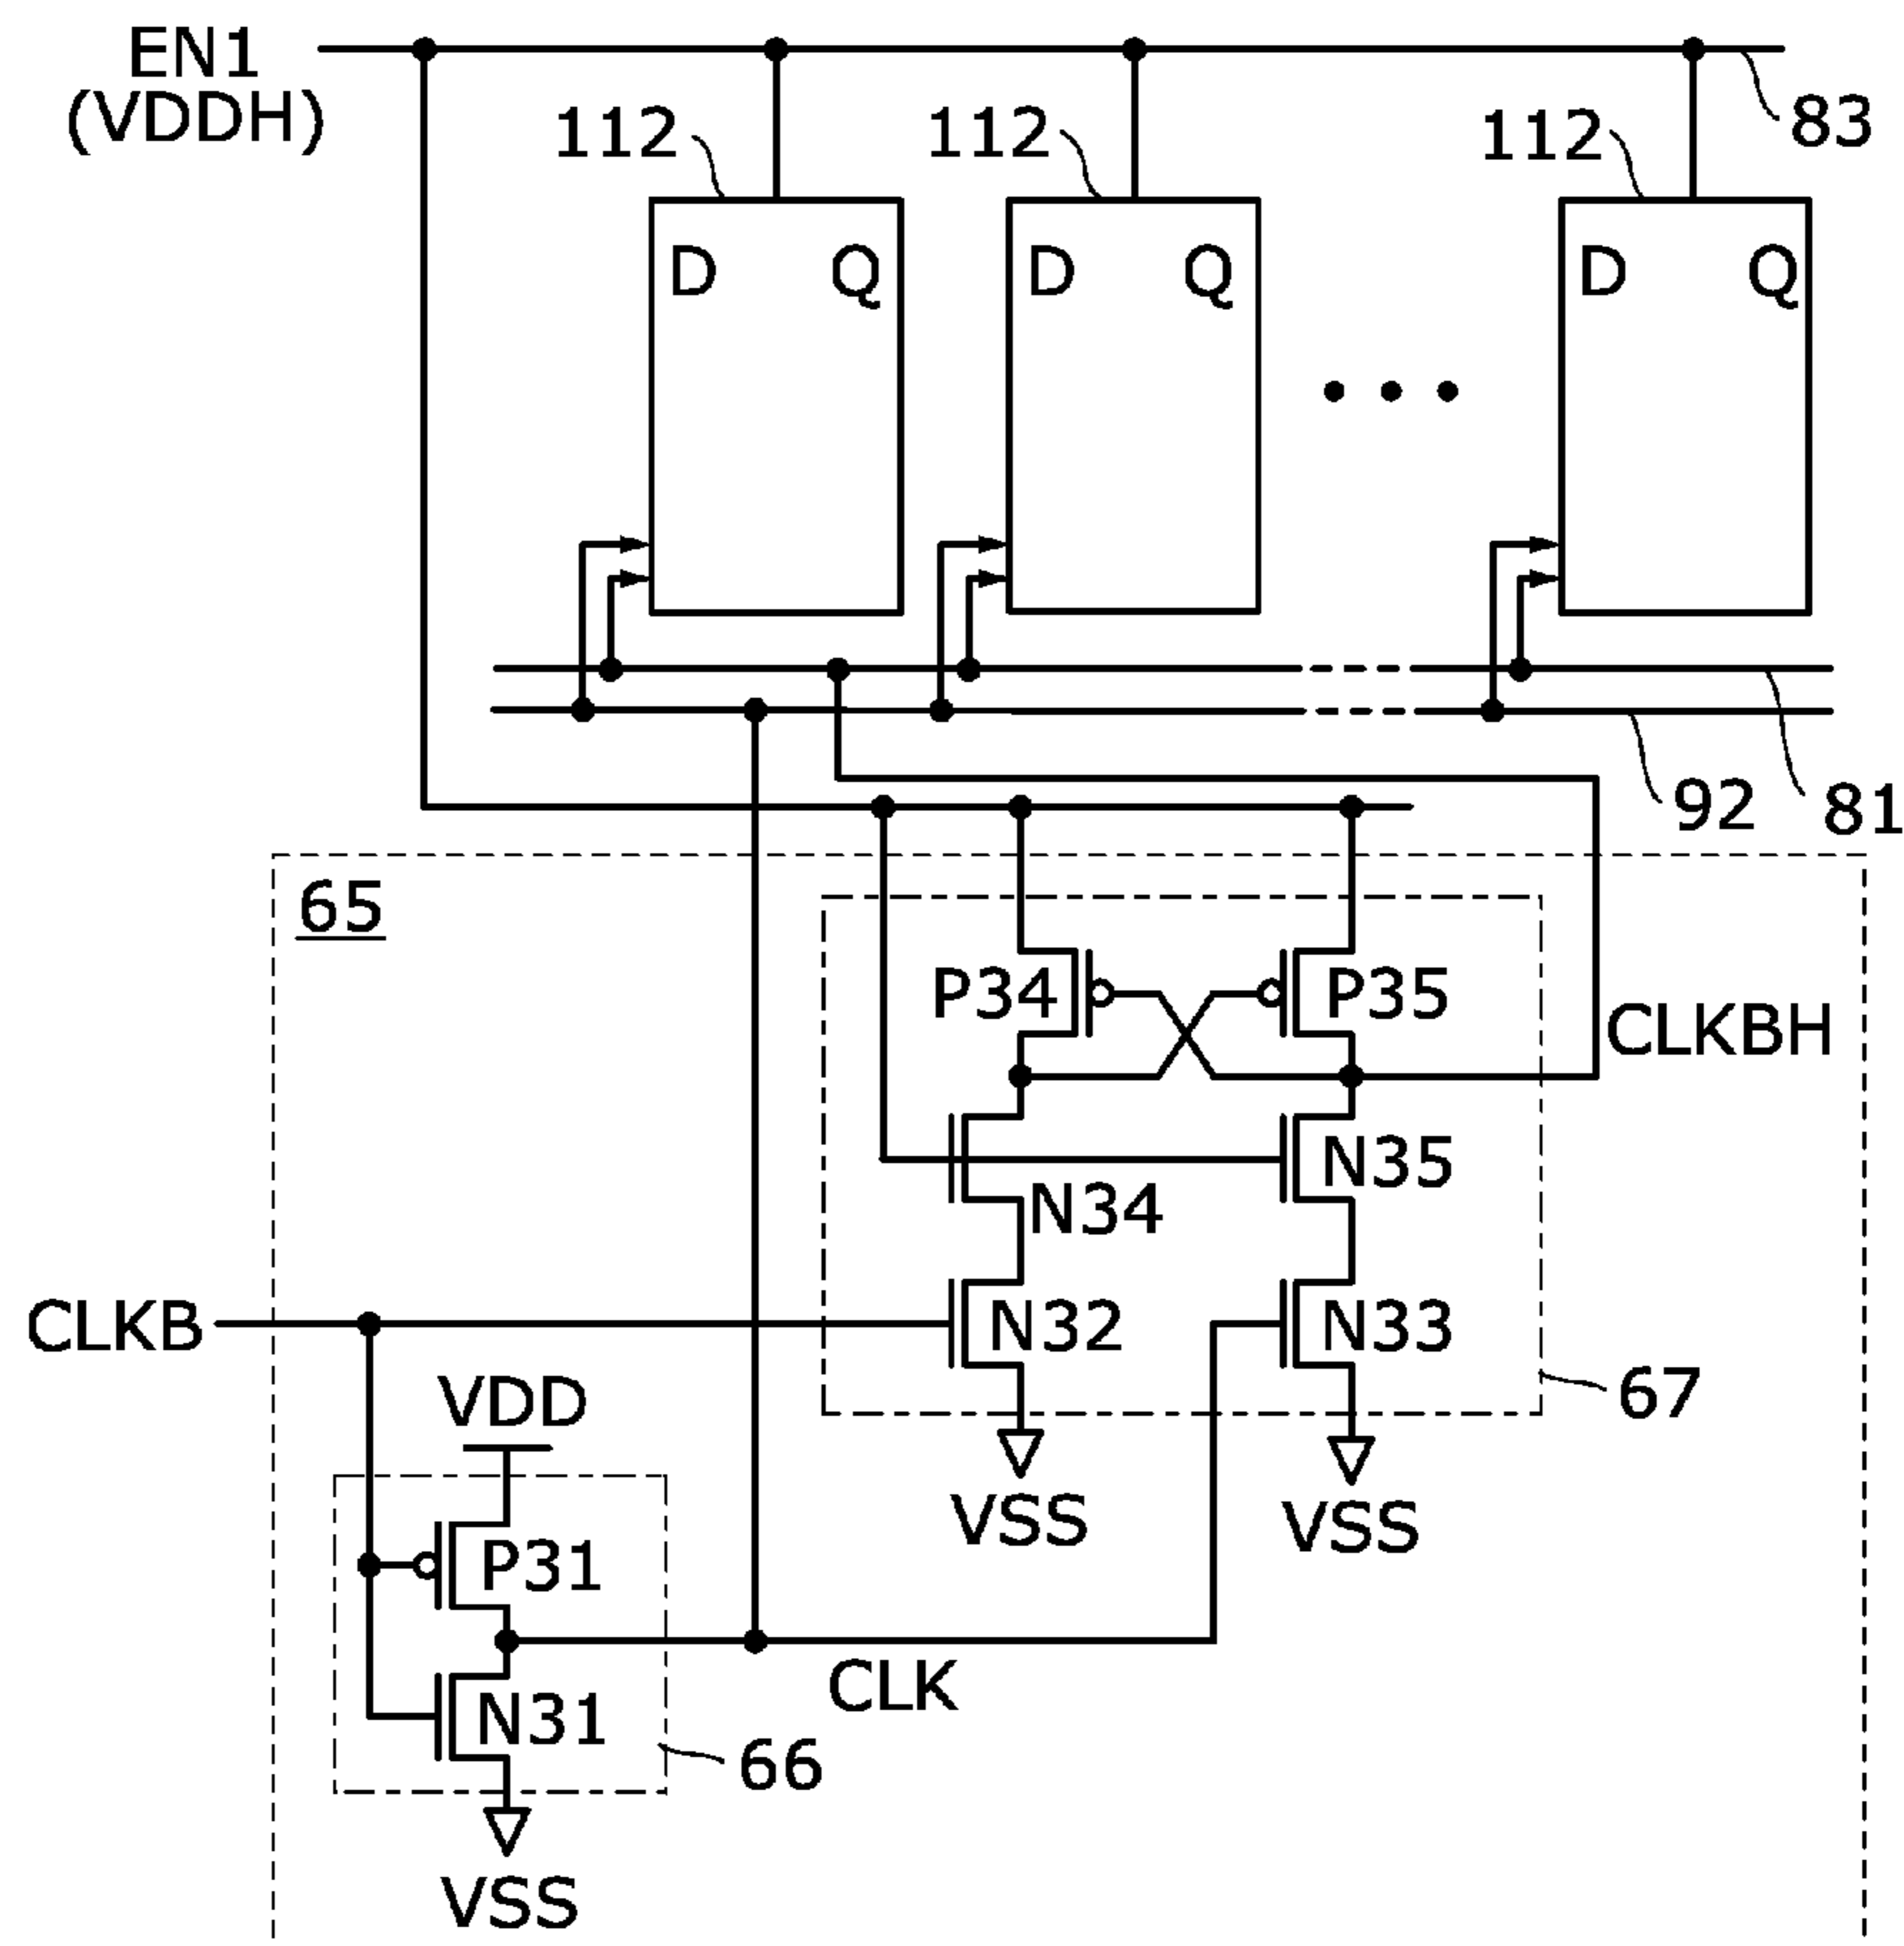 EN1
(VDDH)
83
112
112
112
D Q
D Q
D Q
92
81
65
P34
P35
CLKBH
N35
N34
CLKB
N32
N33
67
VDD
VSS
VSS
P31
CLK
N31
66
VSS